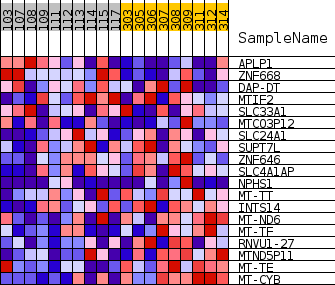 107 108 109 111 112 113 114 115 117 303 305 306 307 308 309 311 312 314
SampleName
APLP1
ZNF668
DAP-DT
MTIF2
SLC33A1
MTCO3P12
SLC24A1
SUPT7L
ZNF646
SLC4A1AP
NPHS1
MT-TT
INTS14
MT-ND6
MT-TF
RNVU1-27
MTND5P11
MT-TE
MT-CYB